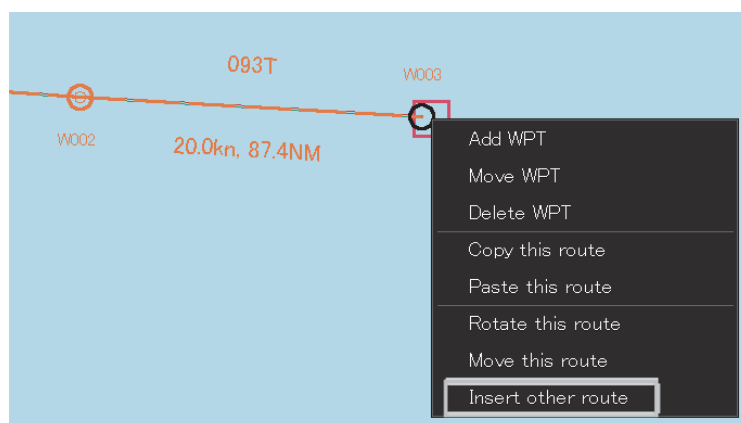 093T
W003
W002
20.0kn, 87.4NM
Add WPT
Move WPT
Delete WPT
Copy this route
Paste this route
Rotate this route
Move this route
Insert other route